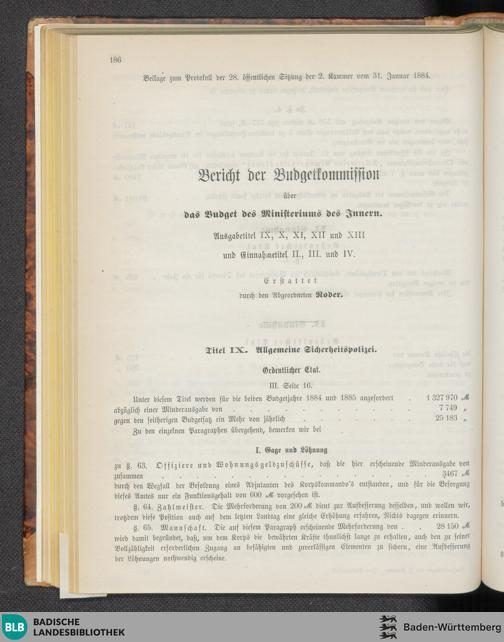 186
Beilage zum Protokoll der 28. öffentlichen Sitzung der 2. Kammer vom 31. Januar 1884.
Bericht der Budgetkommission
über
das Budget des Ministeriums des Innern.
Ausgabetitel IX, X, XI, XII und XIII
und Einnahmetitel II., III. und IV.
Erstattet
durch den Abgeordneten Roder.
Titel IX. Allgemeine Sicherheitspolizei.
Ordentlicher Etat.
III. Seite 16.
Unter diesem Titel werden für die beiden Budgetjahre 1884 und 1885 angefordert . 1 327 970 ℳ
abzüglich einer Minderausgabe von . . . . . . . . . 7 749 „
gegen den seitherigen Budgetsatz ein Mehr von jährlich . . . . . . . 25 183 „
Zu den einzelnen Paragraphen übergehend, bemerken wir bei
I. Gage und Löhnung
zu §. 63. Offiziere und Wohnungsgeldzuschüsse, daß die hier erscheinende Minderausgabe von
zusammen . . . . . . . . . . . . 3467 ℳ
durch den Wegfall der Besoldung eines Adjutanten des Korpskommando's entstanden, und für die Besorgung
dieses Amtes nur ein Funktionsgehalt von 600 ℳ vorgesehen ist.
§. 64. Zahlmeister. Die Mehrforderung von 200 ℳ dient zur Aufbesserung desselben, und wollen wir,
trotzdem diese Position auch auf dem letzten Landtag eine gleiche Erhöhung erfahren, Nichts dagegen erinnern.
§. 65. Mannschaft. Die auf diesem Paragraph erscheinende Mehrforderung von . . 28 150 ℳ
wird damit begründet, daß, um dem Korps die bewährten Kräfte thunlichst lange zu erhalten, auch den zu seiner
Vollzähligkeit erforderlichen Zugang an befähigten und zuverlässigen Elementen zu sichern, eine Aufbesserung
der Löhnungen nothwendig erscheine.
BLB BADISCHE
LANDESBIBLIOTHEK
Baden-Württemberg